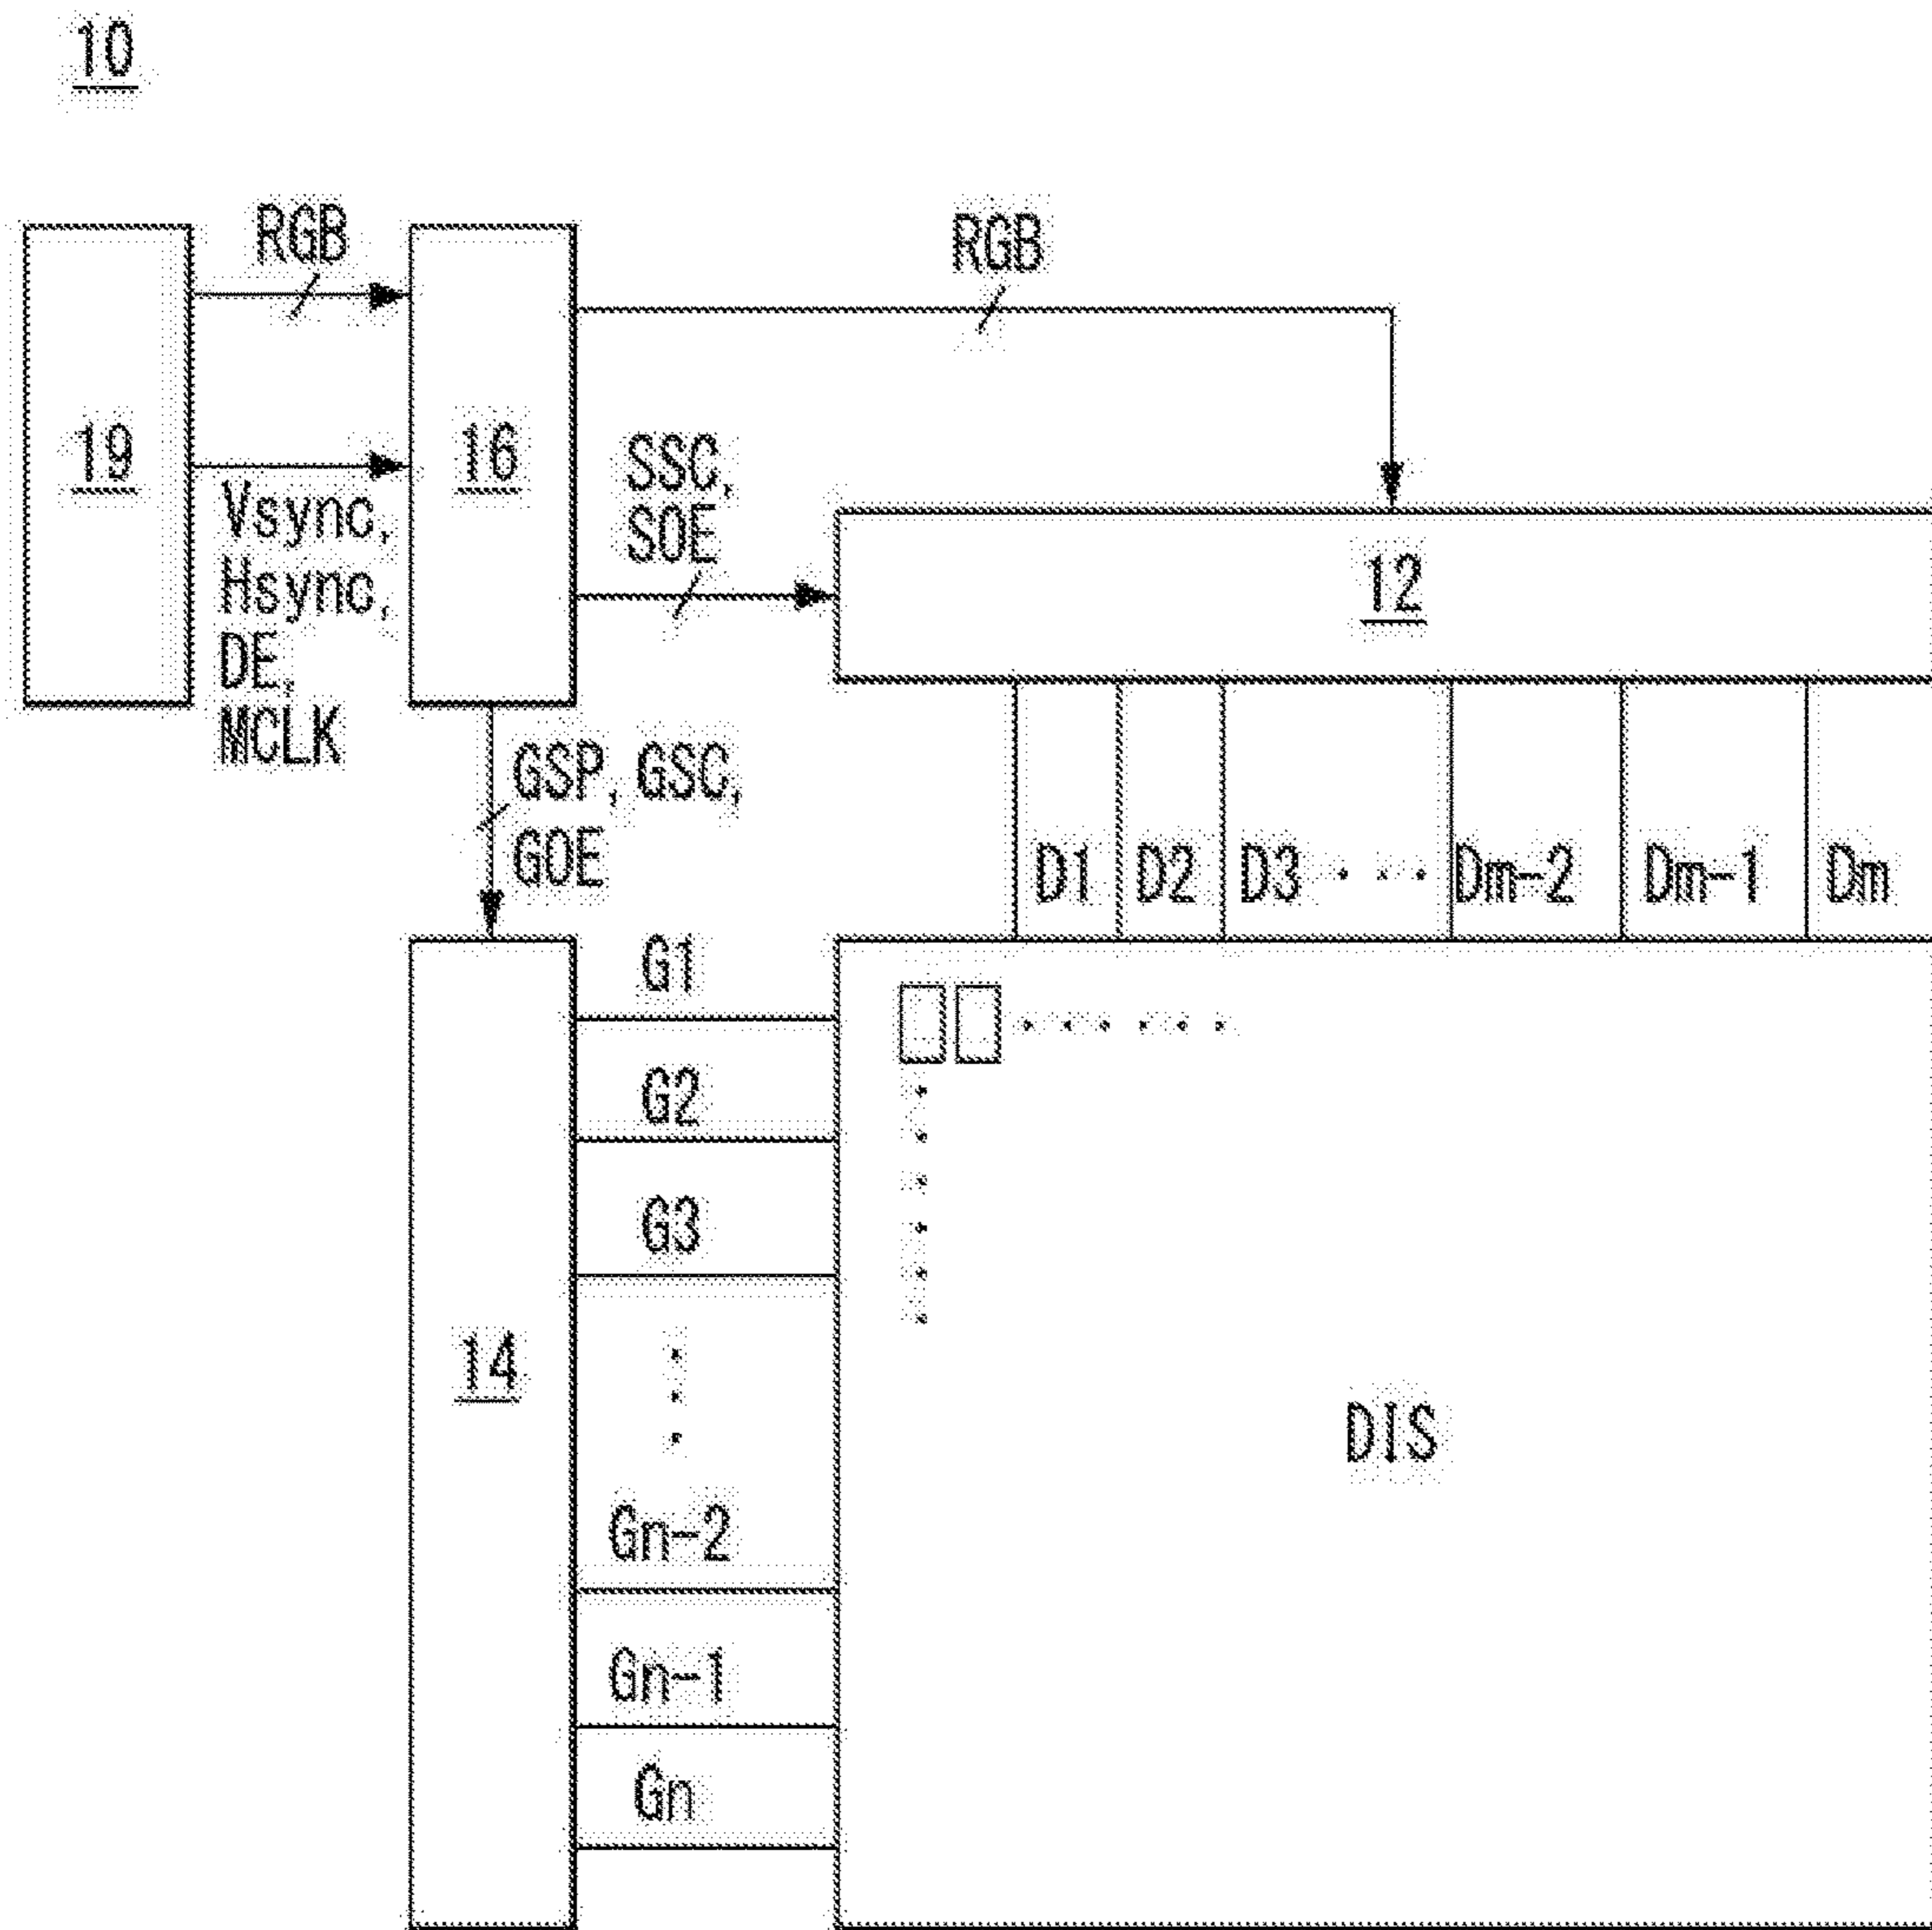 10
RGB
RGB
19
16
SSC,
SOE
Vsync,
Hsync,
DE,
MCLK
12
GSP, GSC,
GOE
D1 D2 D3 · · · Dm-2 Dm-1 Dm
G1
G2
G3
14
DIS
Gn-2
Gn-1
Gn